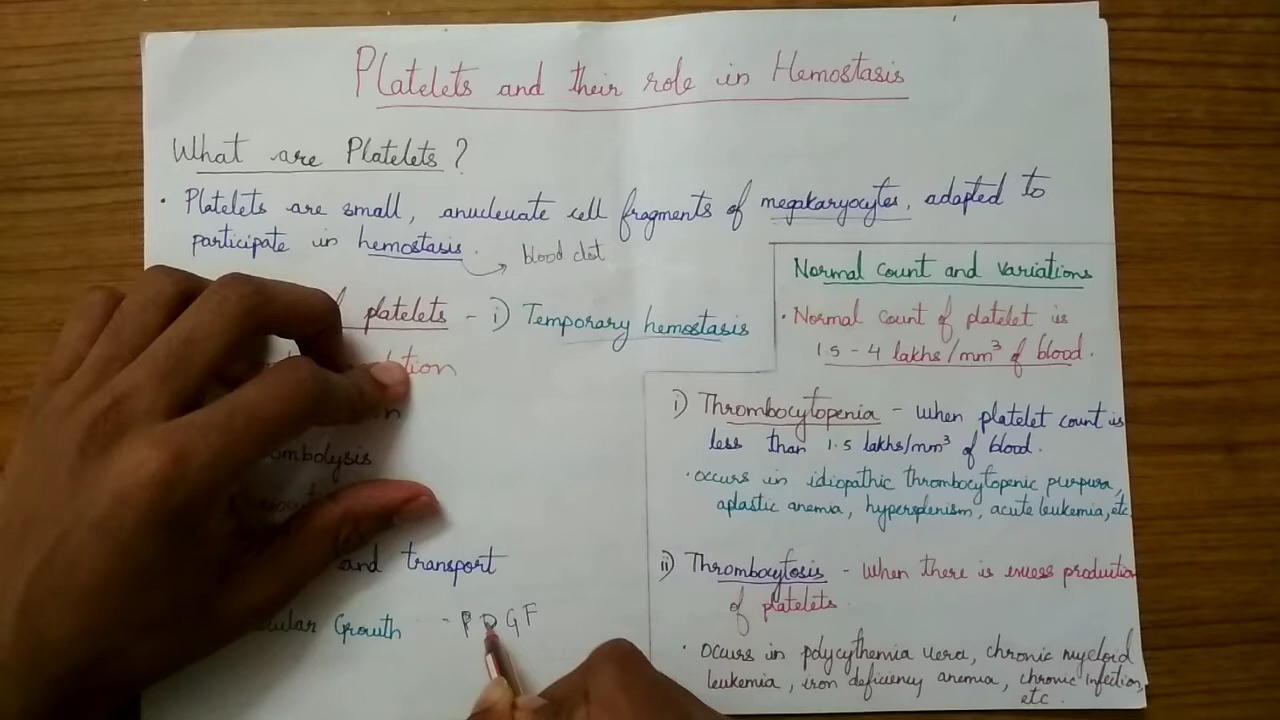 Platelets and their role in Hemostasis
What are Platelets?
• Platelets are small, anucleate cell fragments of megakaryocytes, adapted to
participate in hemostasis.
blood clot
platelets - i) Temporary hemostasis
and transport
Growth - PDGF
Normal count and variations
• Normal count of platelet is
1.5 - 4 lakhs/mm³ of blood.
i) Thrombocytopenia - when platelet count is
less than 1.5 lakhs/mm³ of blood.
• occurs in idiopathic thrombocytopenic purpura,
aplastic anemia, hypersplenism, acute leukemia, etc
ii) Thrombocytosis - when there is excess production
of platelets.
• occurs in polycythemia vera, chronic myeloid
leukemia, iron deficiency anemia, chronic infection,
etc.